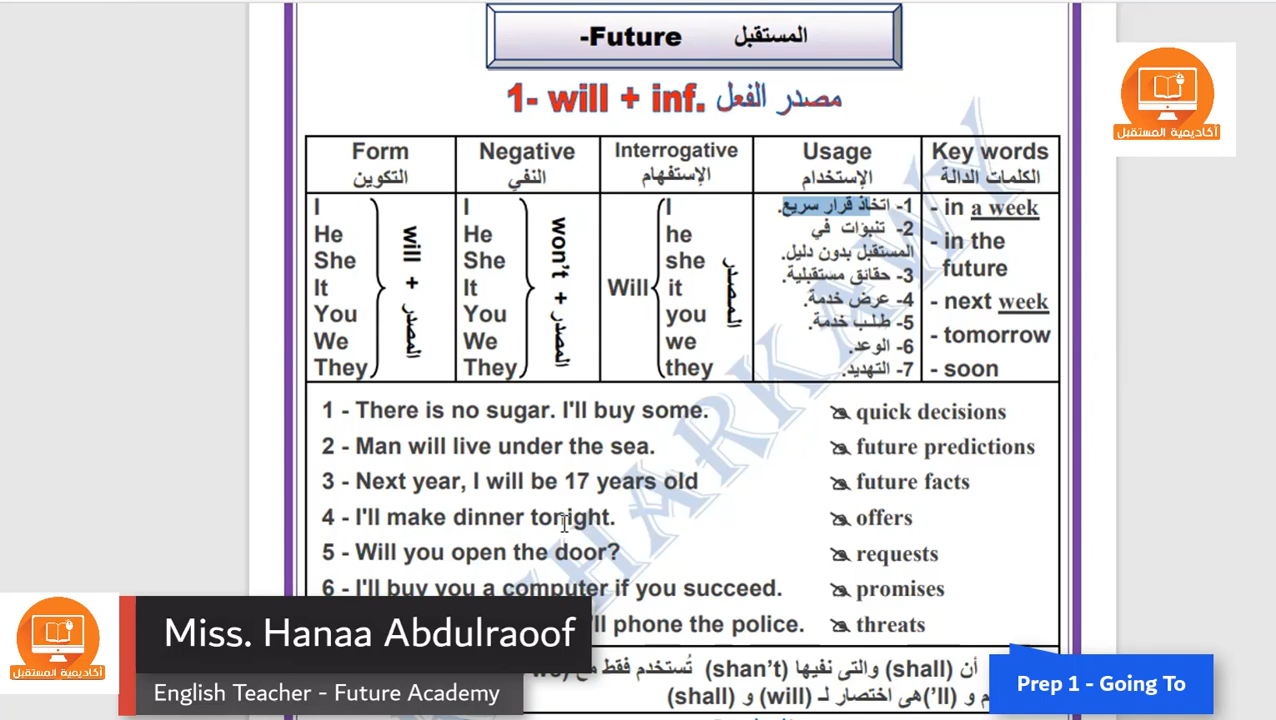 -Future المستقبل
1- will + inf. مصدر الفعل
Form
التكوين
Negative
النفي
Interrogative
الإستفهام
Usage
الإستخدام
Key words
الكلمات الدالة
I
He
She
It
You
We
They
will + المصدر
I
He
She
It
You
We
They
won't + المصدر
Will
I
he
she
it
you
we
they
المصدر
1- اتخاذ قرار سريع.
2- تنبؤات في
المستقبل بدون دليل.
3- حقائق مستقبلية.
4- عرض خدمة.
5- طلب خدمة.
6- الوعد.
7- التهديد.
- in a week
- in the
future
- next week
- tomorrow
- soon
1 - There is no sugar. I'll buy some. quick decisions
2 - Man will live under the sea. future predictions
3 - Next year, I will be 17 years old future facts
4 - I'll make dinner tonight. offers
5 - Will you open the door? requests
6 - I'll buy you a computer if you succeed. promises
'll phone the police. threats
أن (shall) والتى نفيها (shan't) تُستخدم فقط
و (ll') هى اختصار لـ (will) و (shall)
SHARKAWY
أكاديمية المستقبل
أكاديمية المستقبل
Miss. Hanaa Abdulraoof
English Teacher - Future Academy
Prep 1 - Going To